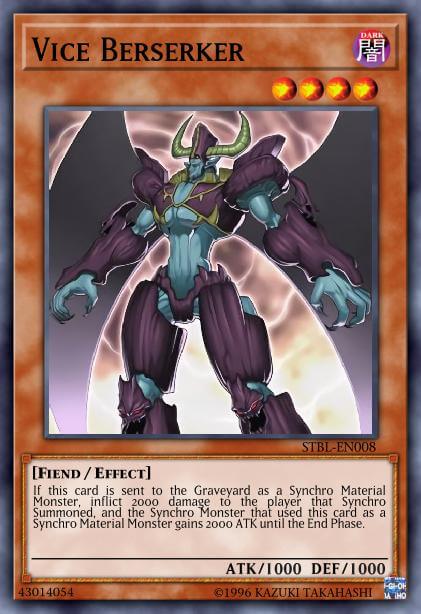 VICE BERSERKER
DARK
闇
STBL-EN008
[FIEND / EFFECT]
If this card is sent to the Graveyard as a Synchro Material
Monster, inflict 2000 damage to the player that Synchro
Summoned, and the Synchro Monster that used this card as a
Synchro Material Monster gains 2000 ATK until the End Phase.
ATK/1000 DEF/1000
43014054
©1996 KAZUKI TAKAHASHI